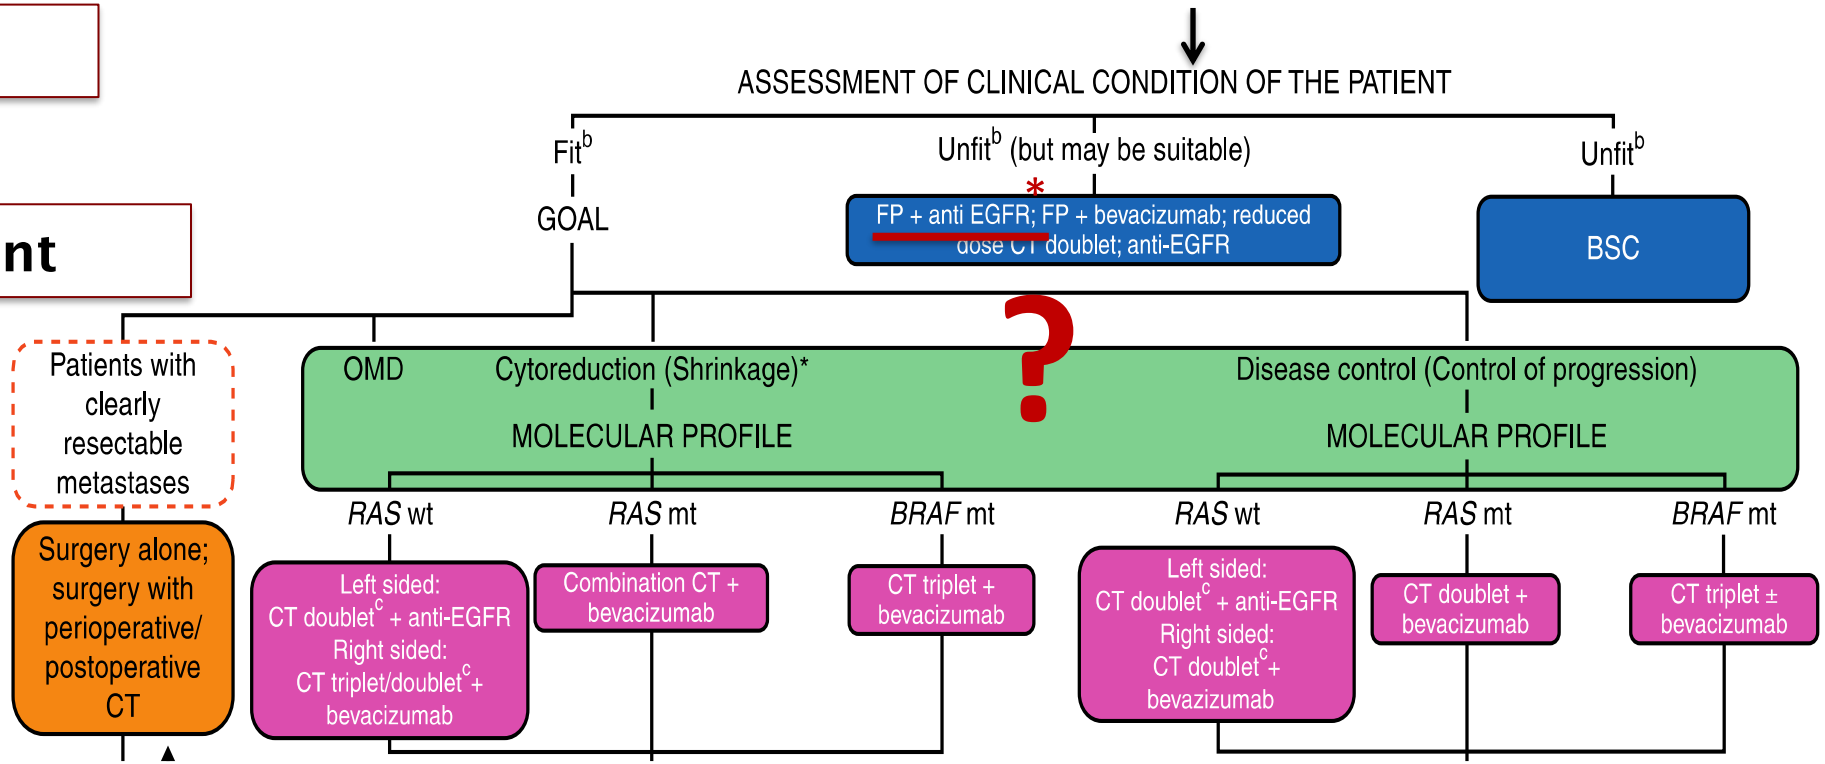 ASSESSMENT OF CLINICAL CONDITION OF THE PATIENT
Fitb
Unfitb (but may be suitable)
Unfitb
*
GOAL
FP + anti EGFR; FP + bevacizumab; reduced
dose CT doublet; anti-EGFR
BSC
nt
?
Patients with
clearly
resectable
metastases
OMD
Cytoreduction (Shrinkage)*
Disease control (Control of progression)
MOLECULAR PROFILE
MOLECULAR PROFILE
RAS wt
RAS mt
BRAF mt
RAS wt
RAS mt
BRAF mt
Surgery alone;
surgery with
perioperative/
postoperative
CT
Left sided:
CT doubletc + anti-EGFR
Right sided:
CT triplet/doubletc+
bevacizumab
Combination CT +
bevacizumab
CT triplet +
bevacizumab
Left sided:
CT doubletc + anti-EGFR
Right sided:
CT doubletc+
bevazizumab
CT doublet +
bevacizumab
CT triplet ±
bevacizumab